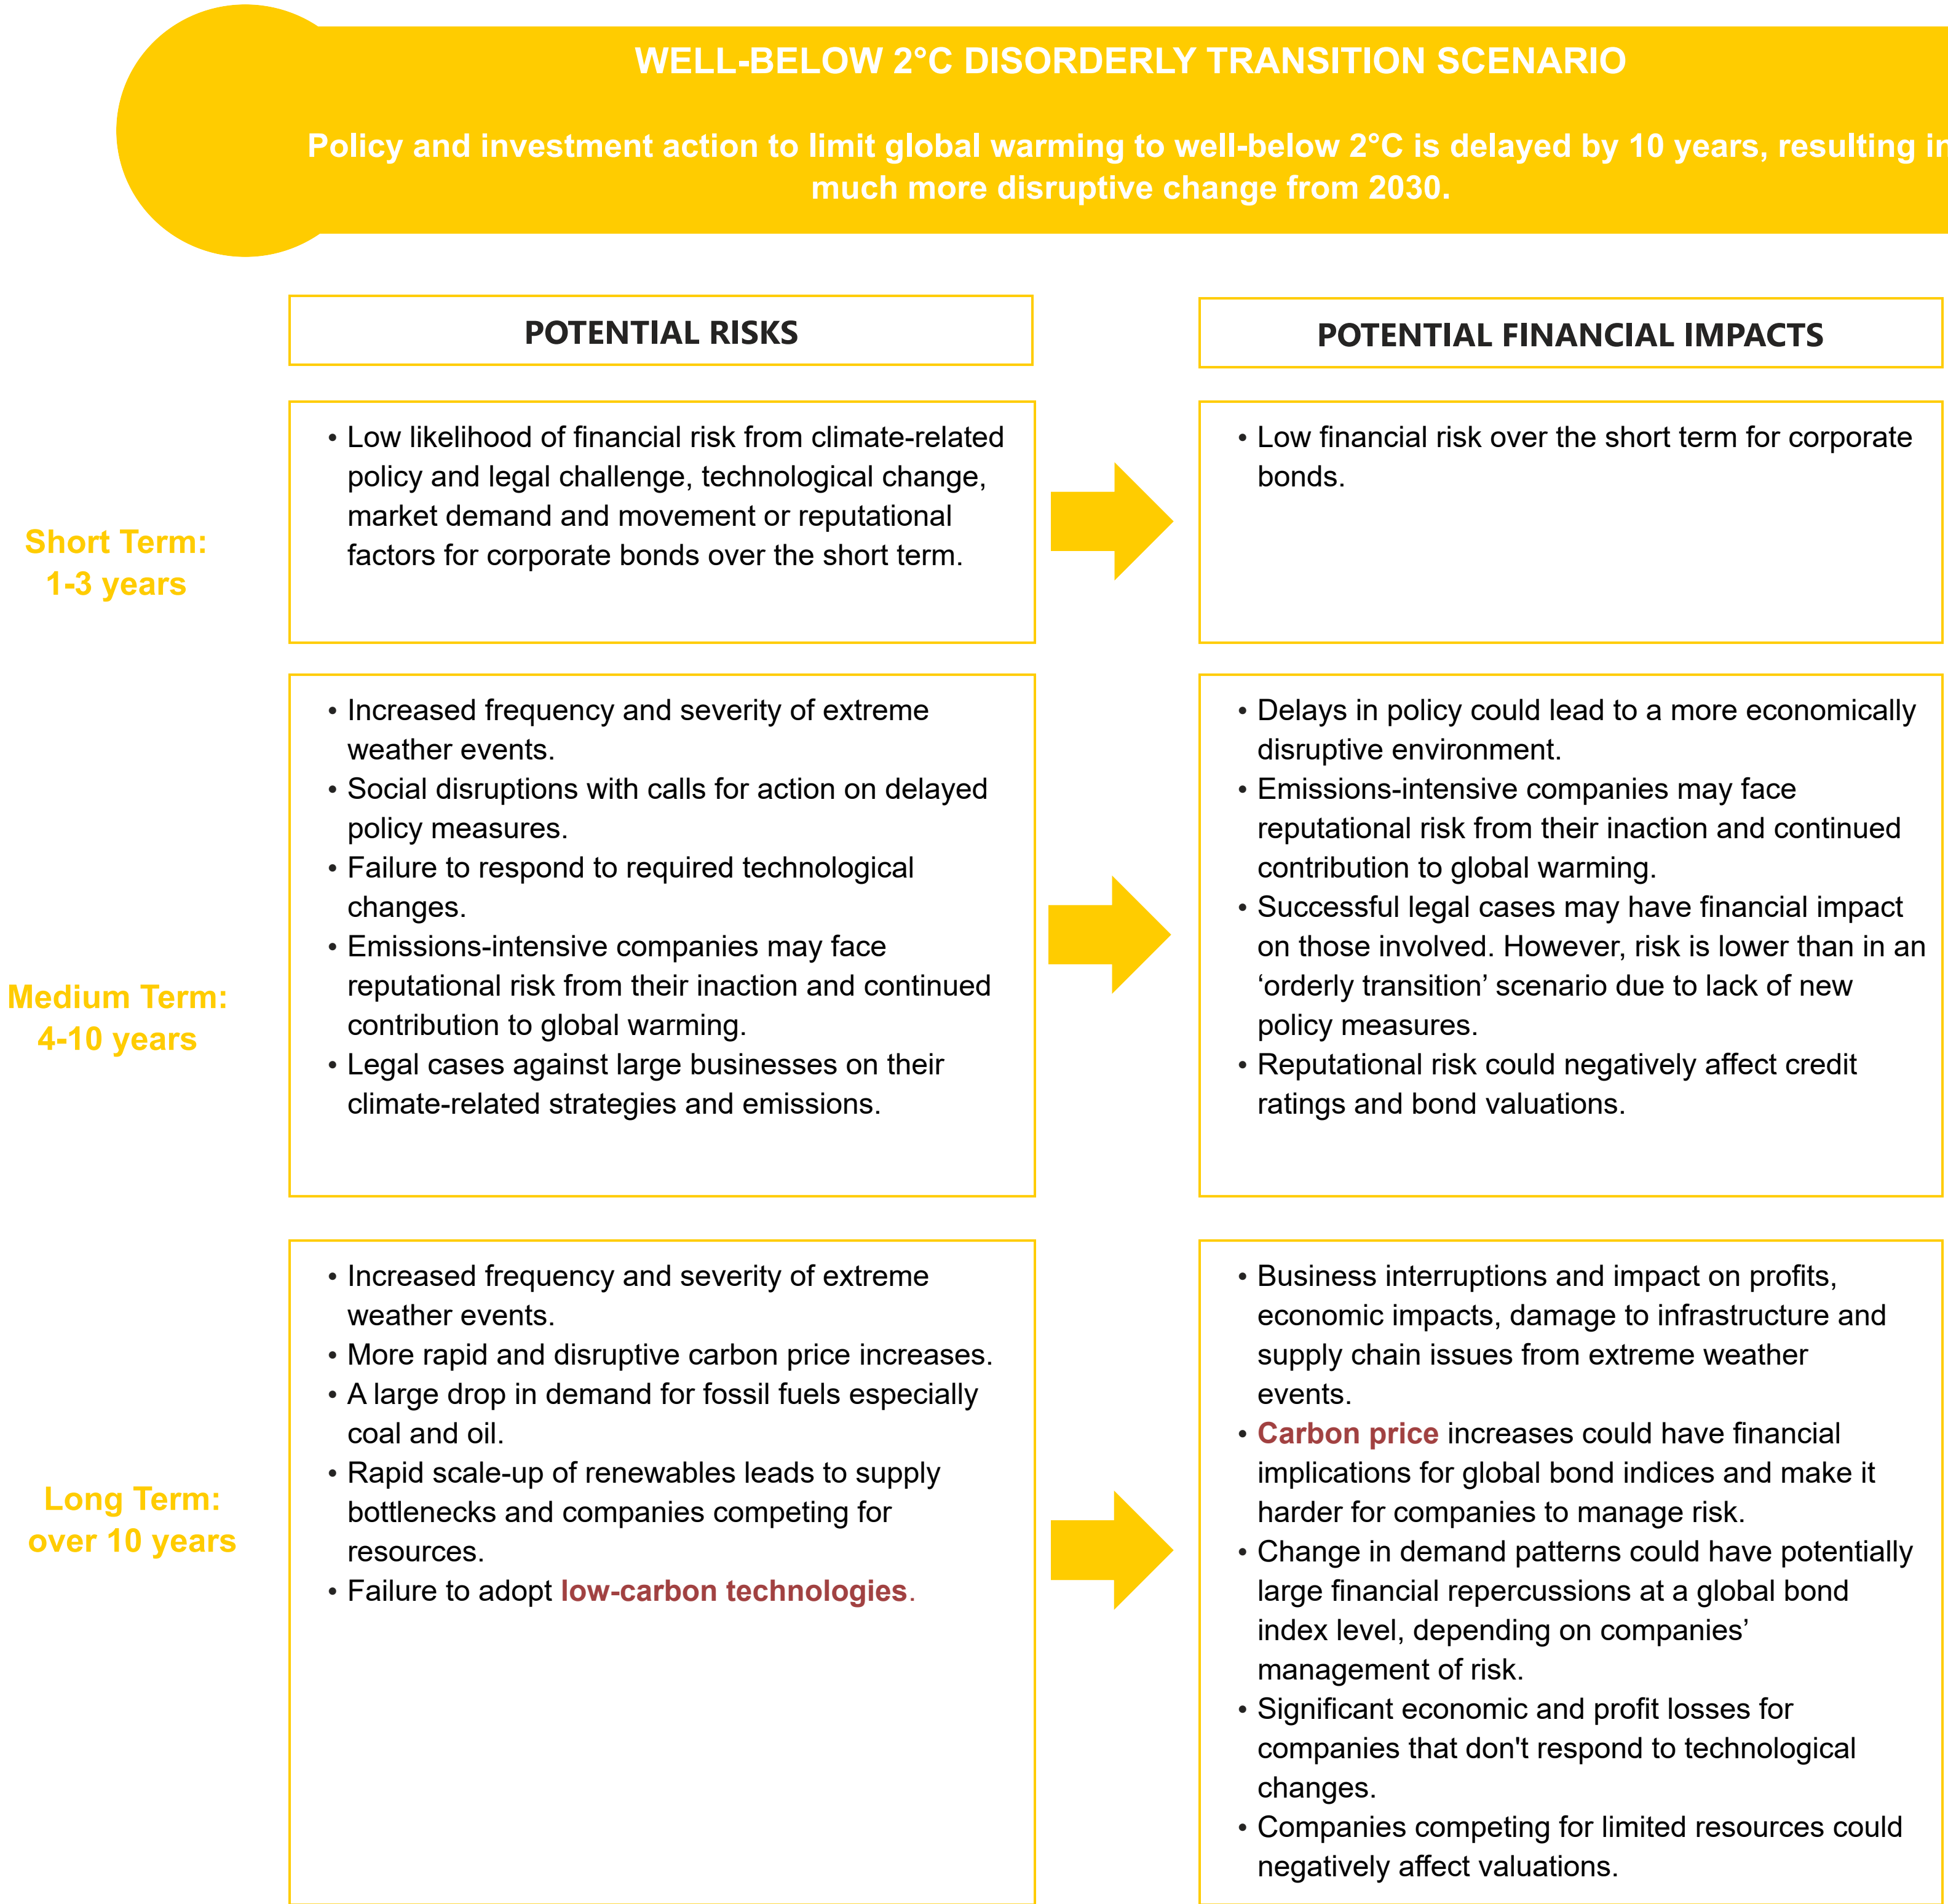 WELL-BELOW 2°C DISORDERLY TRANSITION SCENARIO
Policy and investment action to limit global warming to well-below 2°C is delayed by 10 years, resulting in
much more disruptive change from 2030.
POTENTIAL RISKS
POTENTIAL FINANCIAL IMPACTS
Short Term:
1-3 years
• Low likelihood of financial risk from climate-related
policy and legal challenge, technological change,
market demand and movement or reputational
factors for corporate bonds over the short term.
• Low financial risk over the short term for corporate
bonds.
Medium Term:
4-10 years
• Increased frequency and severity of extreme
weather events.
• Social disruptions with calls for action on delayed
policy measures.
• Failure to respond to required technological
changes.
• Emissions-intensive companies may face
reputational risk from their inaction and continued
contribution to global warming.
• Legal cases against large businesses on their
climate-related strategies and emissions.
• Delays in policy could lead to a more economically
disruptive environment.
• Emissions-intensive companies may face
reputational risk from their inaction and continued
contribution to global warming.
• Successful legal cases may have financial impact
on those involved. However, risk is lower than in an
‘orderly transition’ scenario due to lack of new
policy measures.
• Reputational risk could negatively affect credit
ratings and bond valuations.
Long Term:
over 10 years
• Increased frequency and severity of extreme
weather events.
• More rapid and disruptive carbon price increases.
• A large drop in demand for fossil fuels especially
coal and oil.
• Rapid scale-up of renewables leads to supply
bottlenecks and companies competing for
resources.
• Failure to adopt low-carbon technologies.
• Business interruptions and impact on profits,
economic impacts, damage to infrastructure and
supply chain issues from extreme weather
events.
• Carbon price increases could have financial
implications for global bond indices and make it
harder for companies to manage risk.
• Change in demand patterns could have potentially
large financial repercussions at a global bond
index level, depending on companies’
management of risk.
• Significant economic and profit losses for
companies that don't respond to technological
changes.
• Companies competing for limited resources could
negatively affect valuations.